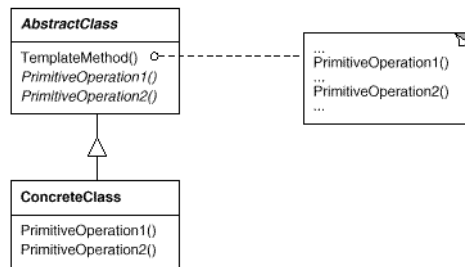 AbstractClass
TemplateMethod()
PrimitiveOperation1()
PrimitiveOperation2()
...
PrimitiveOperation1()
...
PrimitiveOperation2()
...
ConcreteClass
PrimitiveOperation1()
PrimitiveOperation2()